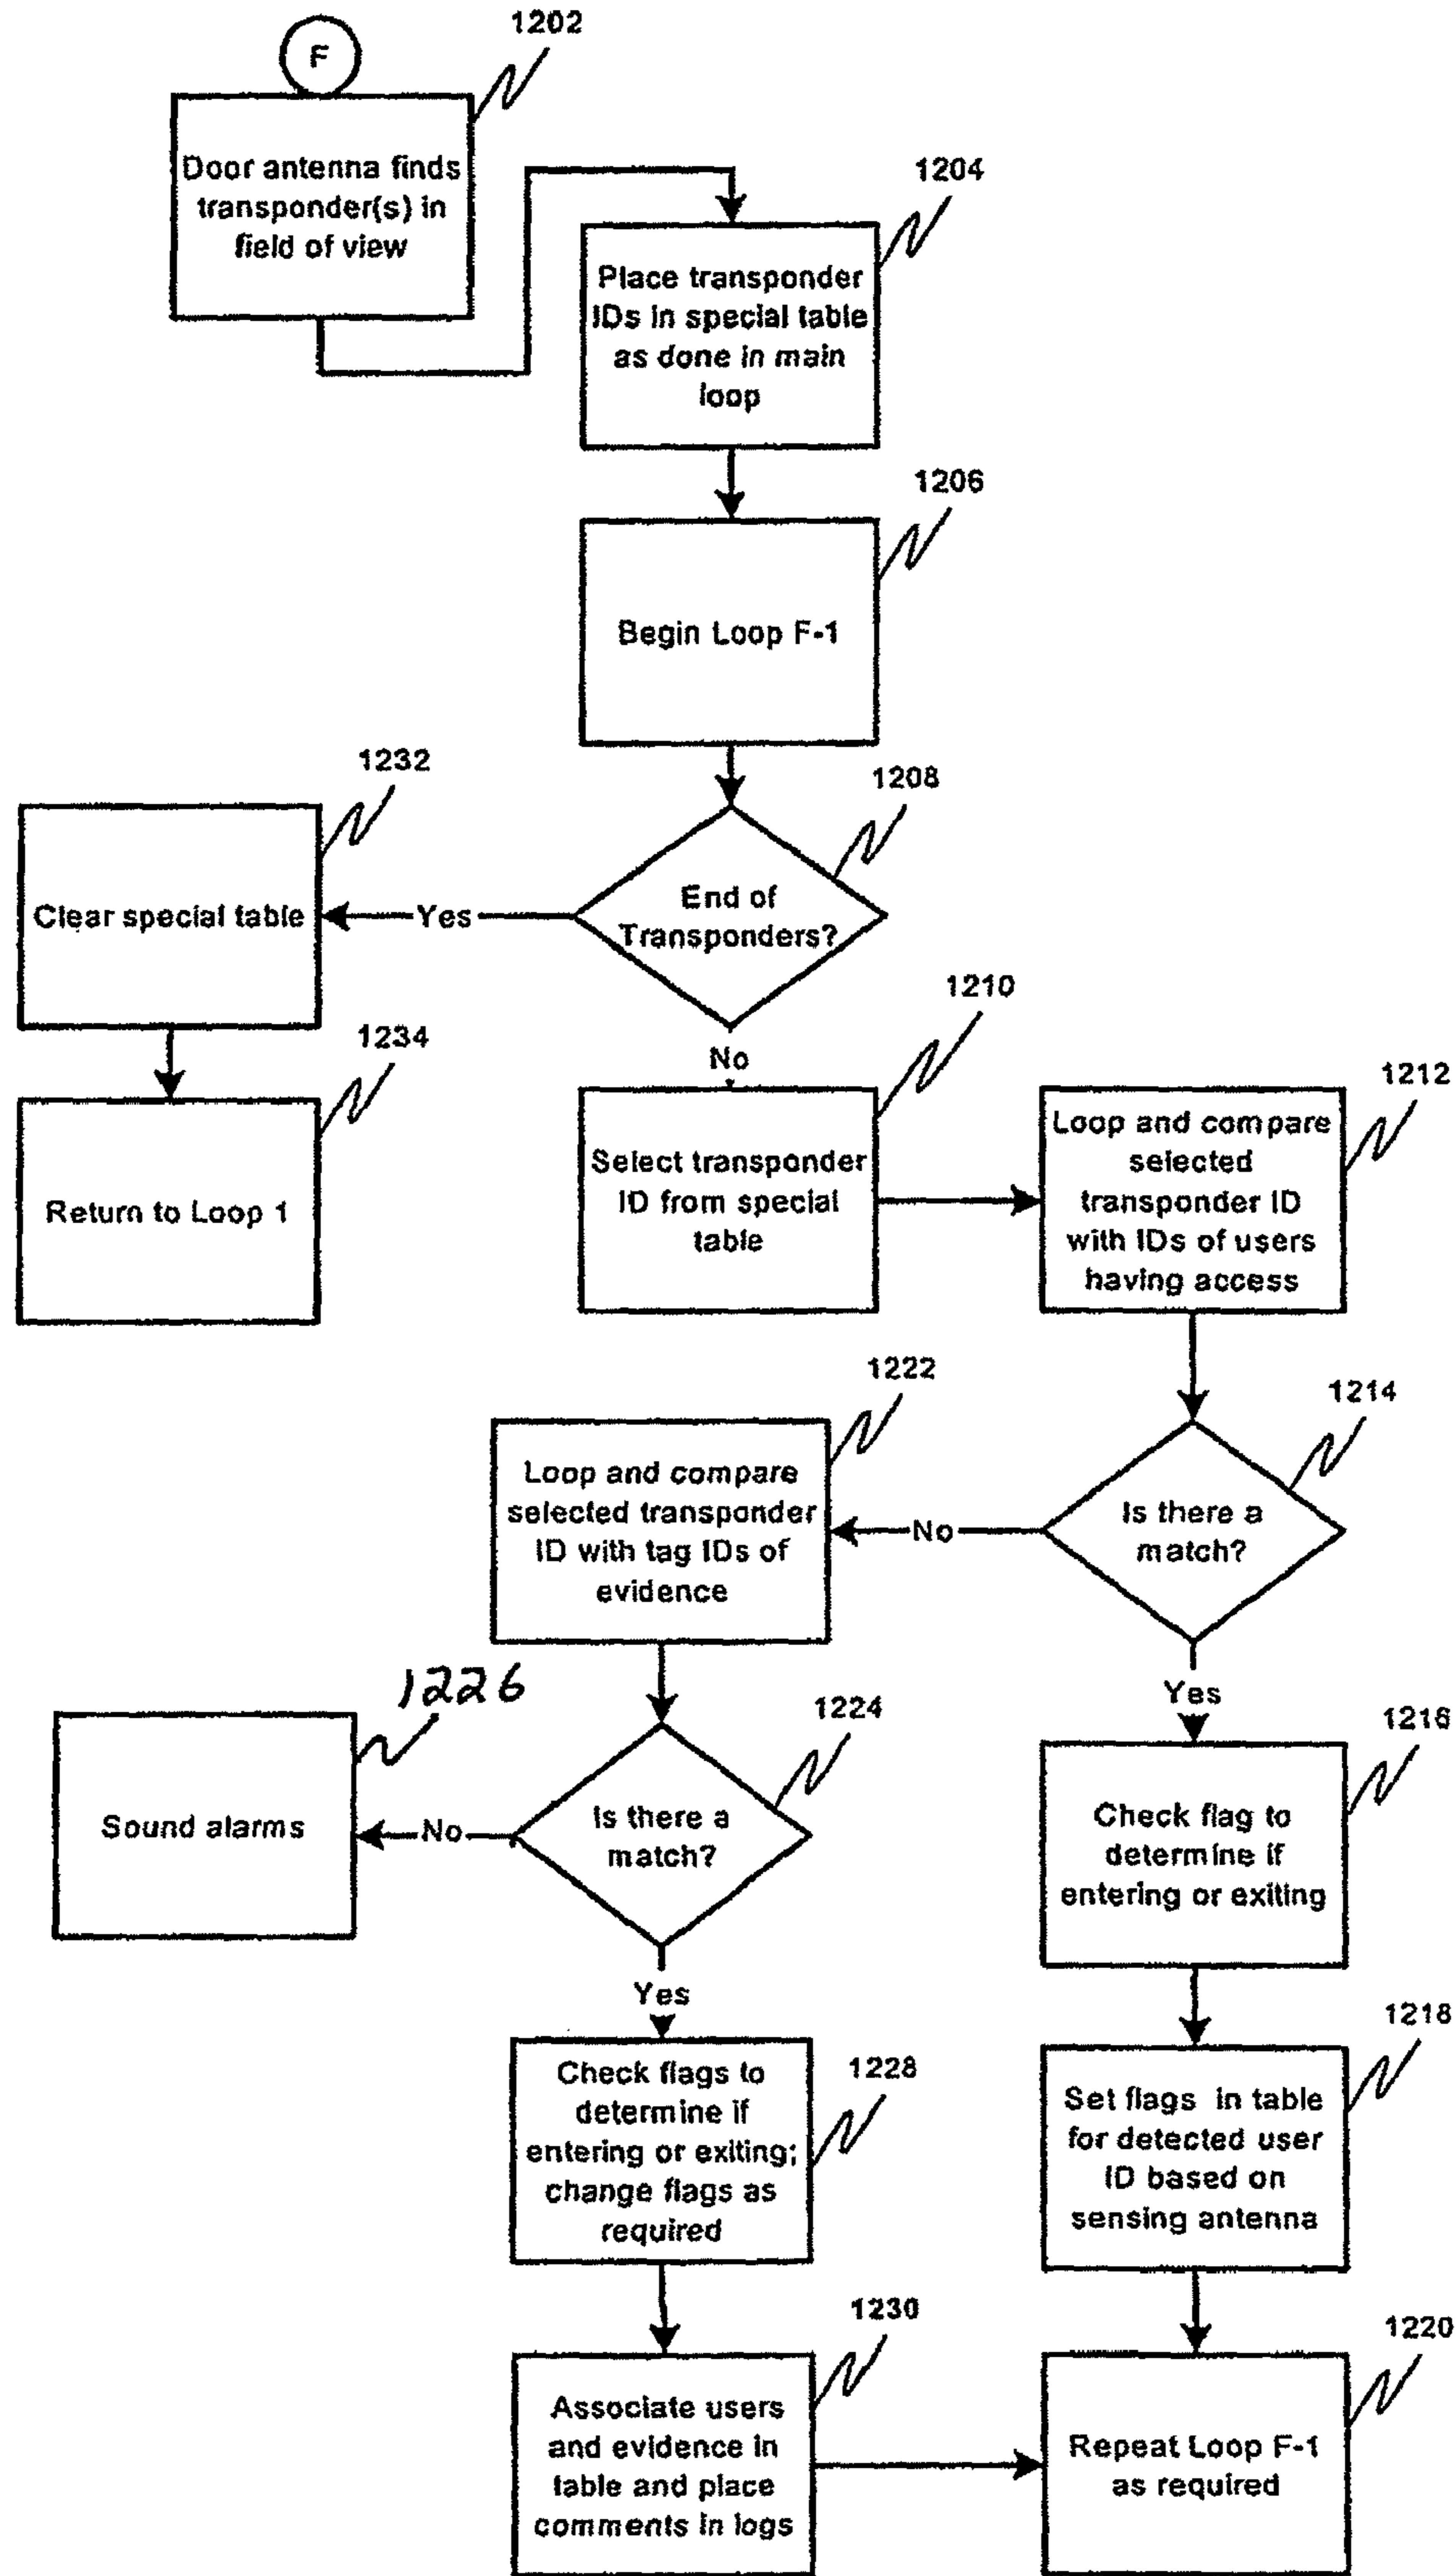 F
1202
Door antenna finds
transponder(s) in
field of view
1204
Place transponder
IDs in special table
as done in main
loop
1206
Begin Loop F-1
1208
End of
Transponders?
Yes
1232
Clear special table
1234
Return to Loop 1
No
1210
Select transponder
ID from special
table
1212
Loop and compare
selected
transponder ID
with IDs of users
having access
1214
Is there a
match?
No
1222
Loop and compare
selected transponder
ID with tag IDs of
evidence
1224
Is there a
match?
No
1226
Sound alarms
Yes
1216
Check flag to
determine if
entering or exiting
Yes
1228
Check flags to
determine if
entering or exiting;
change flags as
required
1218
Set flags in table
for detected user
ID based on
sensing antenna
1230
Associate users
and evidence in
table and place
comments in logs
1220
Repeat Loop F-1
as required